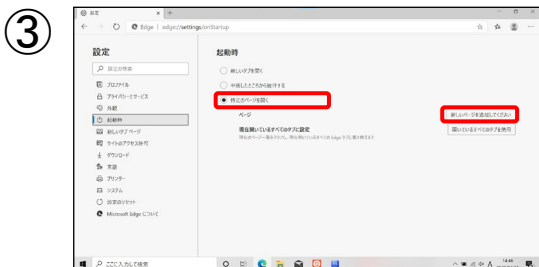 ③
設定
Edge | edge://settings/onStartup
設定
設定の検索
プロファイル
プライバシーとサービス
外観
起動時
新しいタブ ページ
サイトのアクセス許可
ダウンロード
言語
プリンター
システム
設定のリセット
Microsoft Edge について
起動時
新しいタブを開く
中断したところから続行する
特定のページを開く
ページ
新しいページを追加してください
現在開いているすべてのタブに設定
開いているすべてのタブを使用
ここに入力して検索
14:46